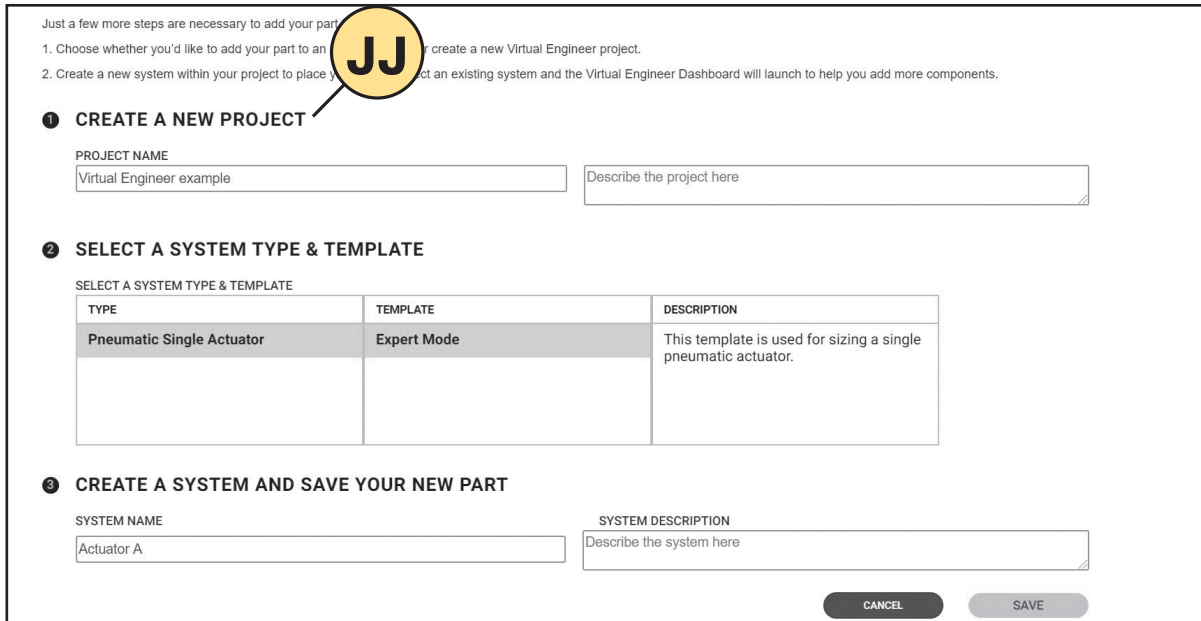 Just a few more steps are necessary to add your part
JJ
1. Choose whether you'd like to add your part to an r create a new Virtual Engineer project.
2. Create a new system within your project to place y ct an existing system and the Virtual Engineer Dashboard will launch to help you add more components.
1 CREATE A NEW PROJECT
PROJECT NAME
Virtual Engineer example
Describe the project here
2 SELECT A SYSTEM TYPE & TEMPLATE
SELECT A SYSTEM TYPE & TEMPLATE
TYPE TEMPLATE DESCRIPTION
Pneumatic Single Actuator Expert Mode This template is used for sizing a single
pneumatic actuator.
3 CREATE A SYSTEM AND SAVE YOUR NEW PART
SYSTEM NAME SYSTEM DESCRIPTION
Actuator A Describe the system here
CANCEL SAVE